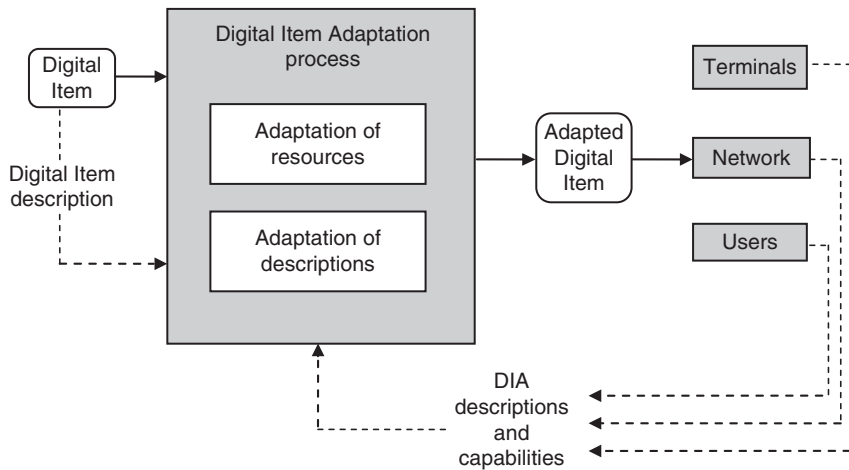 Digital Item Adaptation
process
Digital
Item
Adaptation of
resources
Digital Item
description
Adaptation of
descriptions
Adapted
Digital
Item
Terminals
Network
Users
DIA
descriptions
and
capabilities